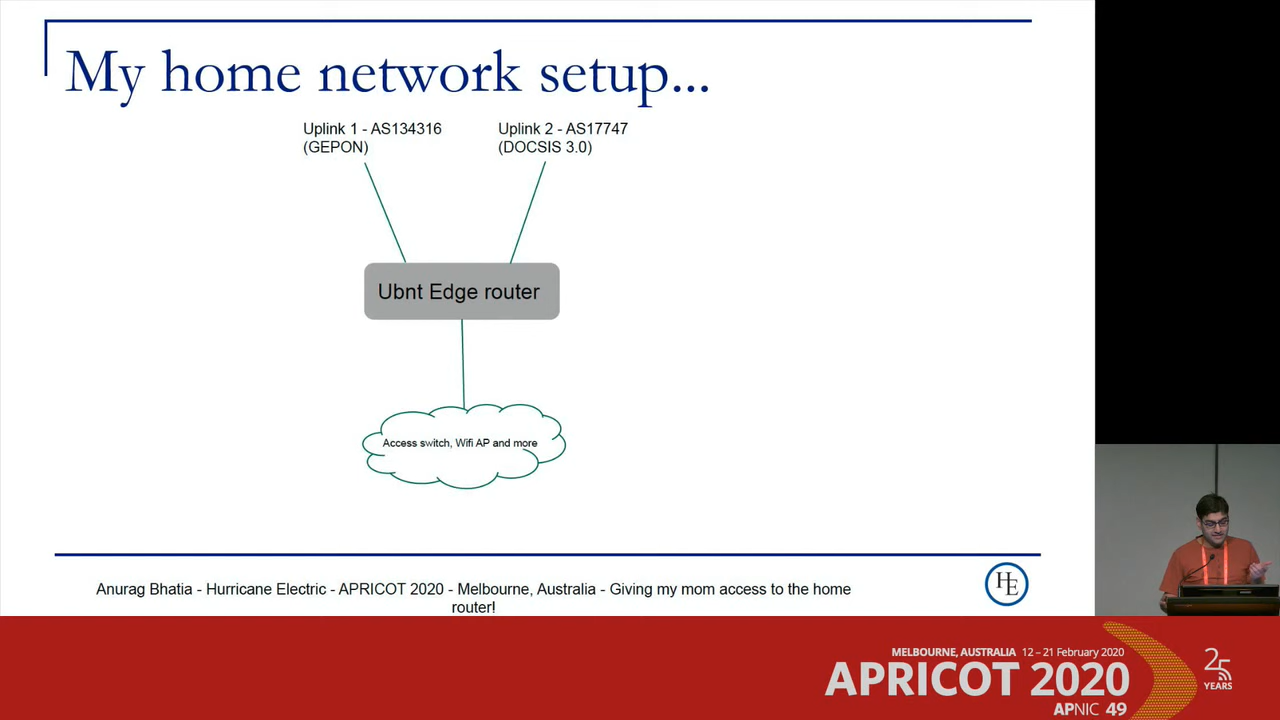 My home network setup...
Uplink 1 - AS134316
(GEPON)
Uplink 2 - AS17747
(DOCSIS 3.0)
Ubnt Edge router
Access switch, Wifi AP and more
Anurag Bhatia - Hurricane Electric - APRICOT 2020 - Melbourne, Australia - Giving my mom access to the home
router!
HE
MELBOURNE, AUSTRALIA 12 – 21 February 2020
APRICOT 2020
APNIC 49
25
YEARS